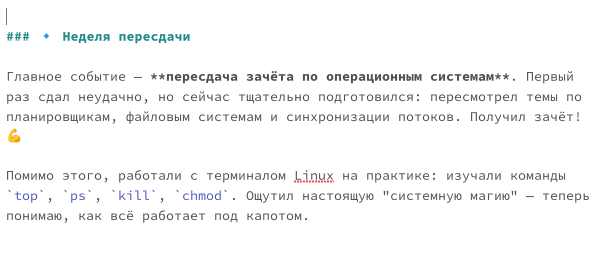 ### 🔹 Неделя пересдачи
Главное событие — **пересдача зачёта по операционным системам**. Первый
раз сдал неудачно, но сейчас тщательно подготовился: пересмотрел темы по
планировщикам, файловым системам и синхронизации потоков. Получил зачёт!
💪
Помимо этого, работали с терминалом Linux на практике: изучали команды
`top`, `ps`, `kill`, `chmod`. Ощутил настоящую "системную магию" — теперь
понимаю, как всё работает под капотом.